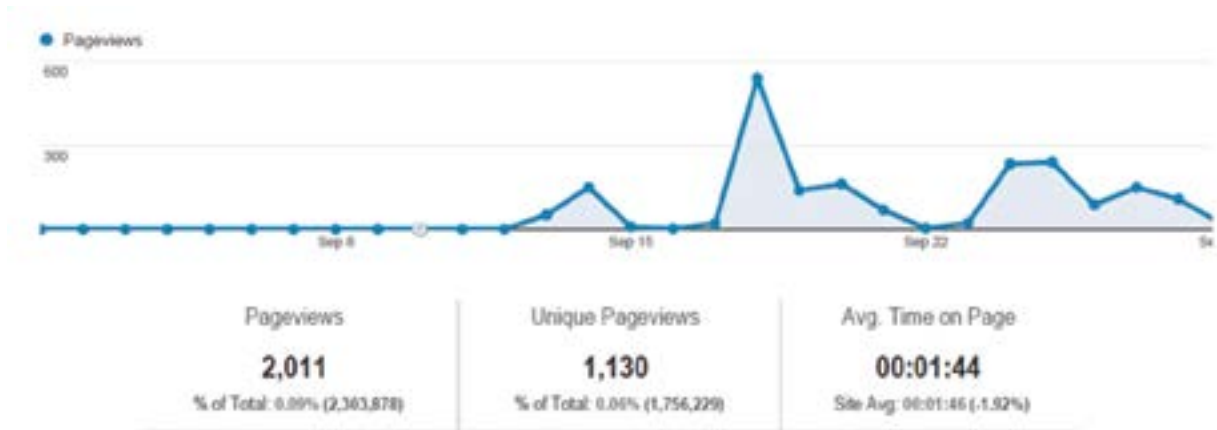 Pageviews
600
300
Sep 8
Sep 15
Sep 22
Pageviews
Unique Pageviews
Avg. Time on Page
2,011
1,130
00:01:44
% of Total: 0.09% (2,303,878)
% of Total: 0.06% (1,756,229)
Site Avg: 00:01:46 (-1.92%)